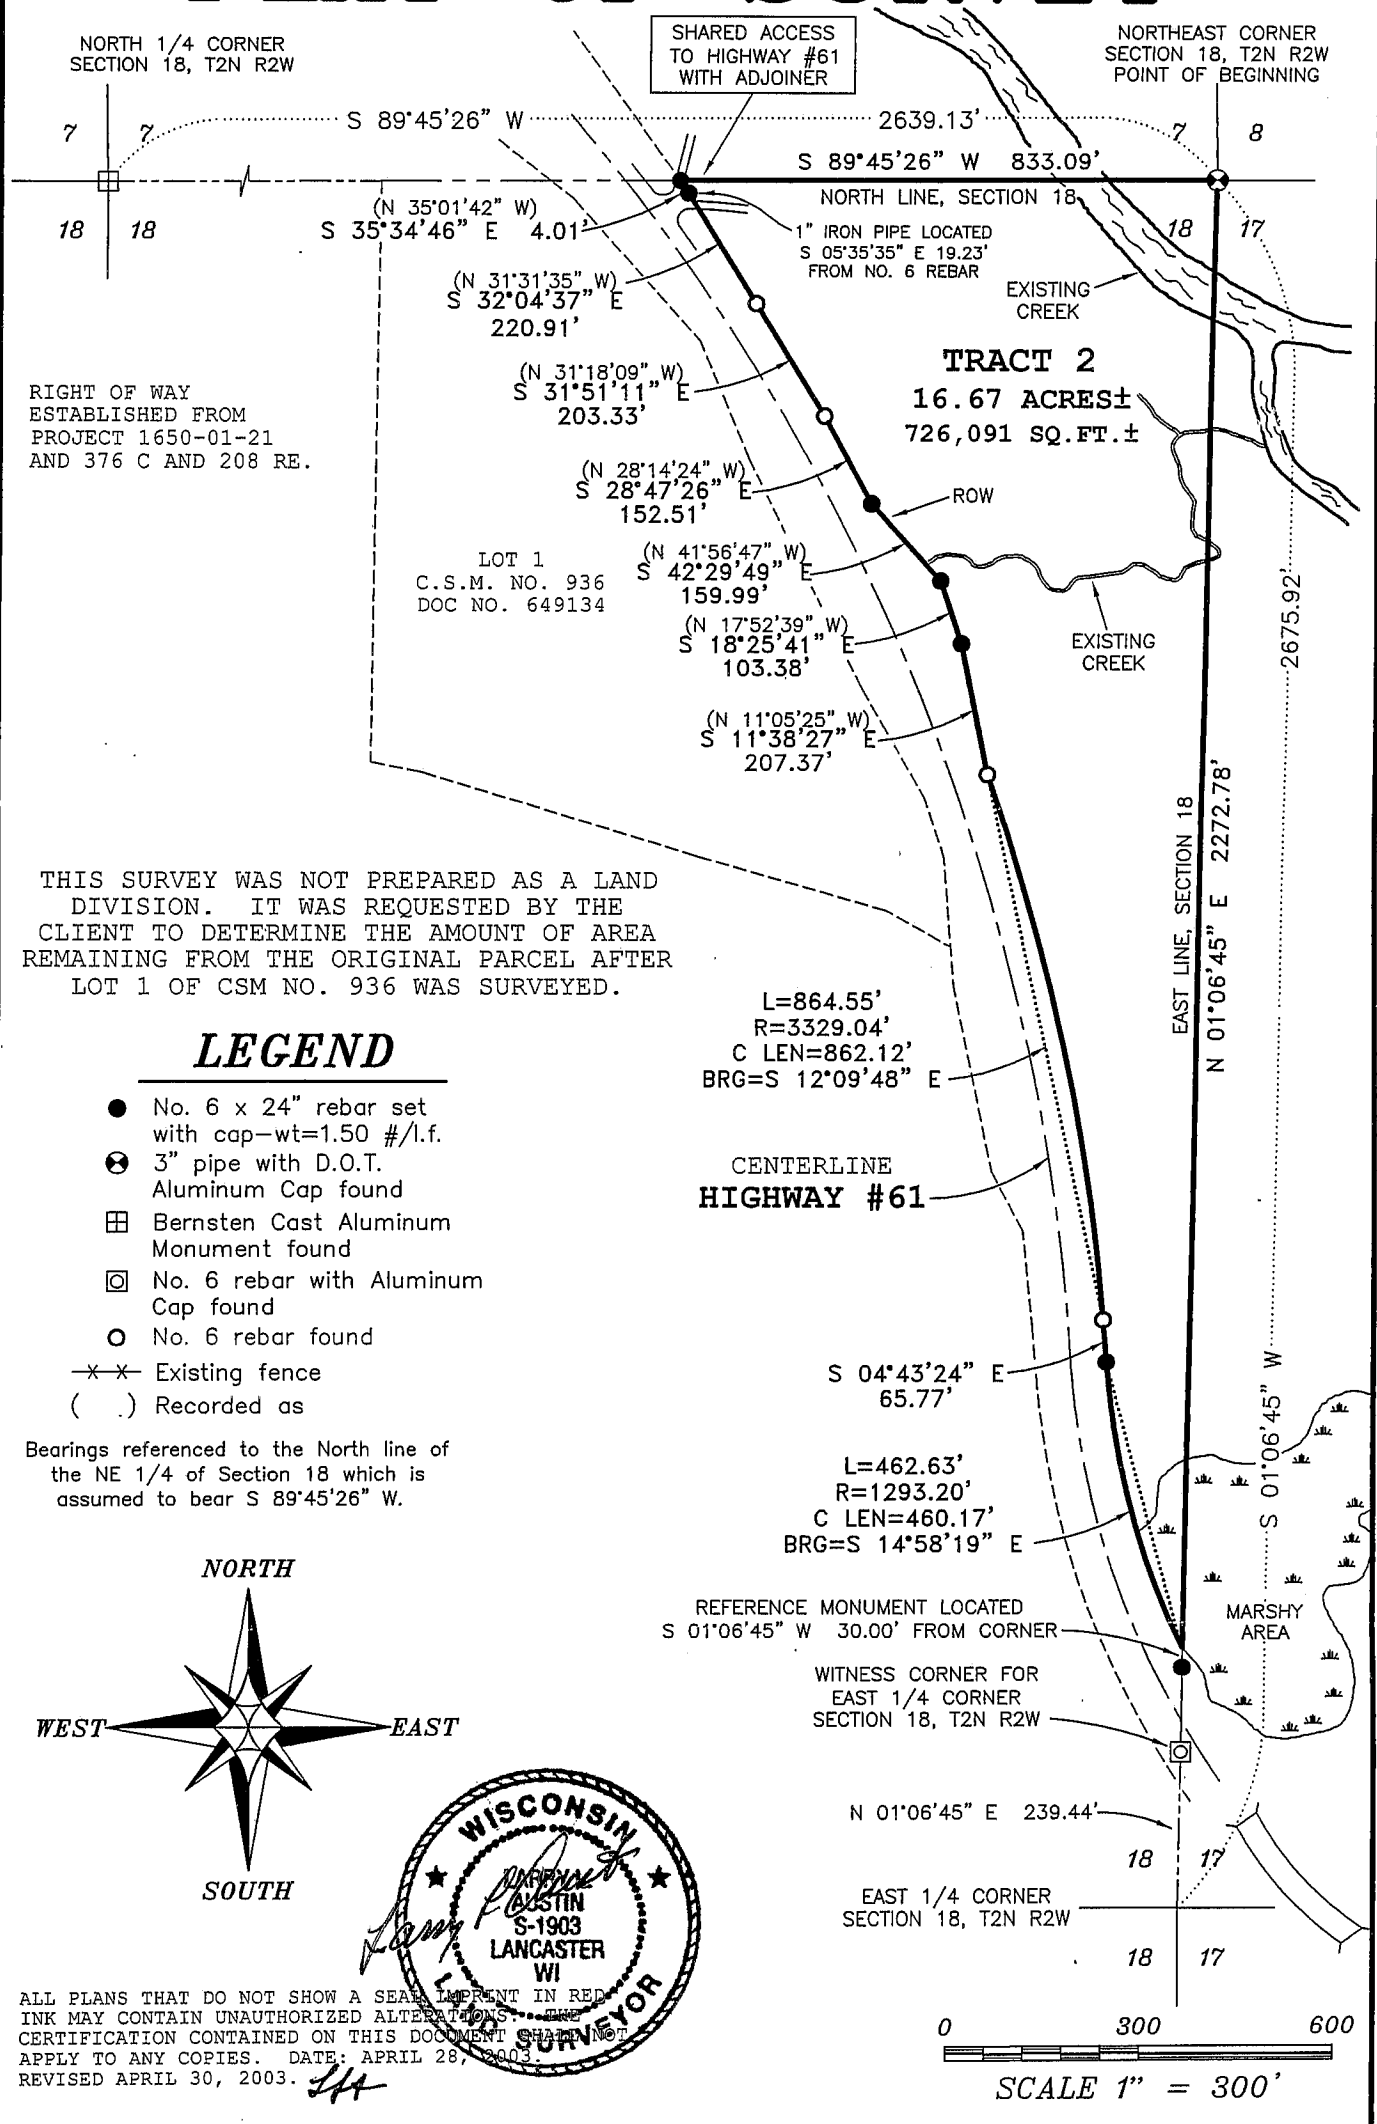 PLAT OF SURVEY
NORTH 1/4 CORNER
SECTION 18, T2N R2W
SHARED ACCESS
TO HIGHWAY #61
WITH ADJOINER
NORTHEAST CORNER
SECTION 18, T2N R2W
POINT OF BEGINNING
7 7
S 89°45'26" W 2639.13'
7 8
S 89°45'26" W 833.09'
NORTH LINE, SECTION 18
18 18
18 17
(N 35°01'42" W)
S 35°34'46" E 4.01'
1" IRON PIPE LOCATED
S 05°35'35" E 19.23'
FROM NO. 6 REBAR
(N 31°31'35" W)
S 32°04'37" E
220.91'
EXISTING
CREEK
TRACT 2
16.67 ACRES±
726,091 SQ.FT.±
(N 31°18'09" W)
S 31°51'11" E
203.33'
RIGHT OF WAY
ESTABLISHED FROM
PROJECT 1650-01-21
AND 376 C AND 208 RE.
(N 28°14'24" W)
S 28°47'26" E
152.51'
ROW
LOT 1
C.S.M. NO. 936
DOC NO. 649134
(N 41°56'47" W)
S 42°29'49" E
159.99'
(N 17°52'39" W)
S 18°25'41" E
103.38'
EXISTING
CREEK
2675.92'
(N 11°05'25" W)
S 11°38'27" E
207.37'
EAST LINE, SECTION 18
N 01°06'45" E 2272.78'
THIS SURVEY WAS NOT PREPARED AS A LAND
DIVISION. IT WAS REQUESTED BY THE
CLIENT TO DETERMINE THE AMOUNT OF AREA
REMAINING FROM THE ORIGINAL PARCEL AFTER
LOT 1 OF CSM NO. 936 WAS SURVEYED.
L=864.55'
R=3329.04'
C LEN=862.12'
BRG=S 12°09'48" E
LEGEND
No. 6 x 24" rebar set
with cap-wt=1.50 #/l.f.
3" pipe with D.O.T.
Aluminum Cap found
Bernsten Cast Aluminum
Monument found
No. 6 rebar with Aluminum
Cap found
No. 6 rebar found
Existing fence
( .) Recorded as
CENTERLINE
HIGHWAY #61
S 04°43'24" E
65.77'
S 01°06'45" W
Bearings referenced to the North line of
the NE 1/4 of Section 18 which is
assumed to bear S 89°45'26" W.
L=462.63'
R=1293.20'
C LEN=460.17'
BRG=S 14°58'19" E
REFERENCE MONUMENT LOCATED
S 01°06'45" W 30.00' FROM CORNER
MARSHY
AREA
WITNESS CORNER FOR
EAST 1/4 CORNER
SECTION 18, T2N R2W
NORTH
WEST EAST
SOUTH
N 01°06'45" E 239.44'
18 17
EAST 1/4 CORNER
SECTION 18, T2N R2W
18 17
WISCONSIN
LARRY L.
AUSTIN
S-1903
LANCASTER
WI
LAND SURVEYOR
ALL PLANS THAT DO NOT SHOW A SEAL IMPRINT IN RED
INK MAY CONTAIN UNAUTHORIZED ALTERATIONS. THE
CERTIFICATION CONTAINED ON THIS DOCUMENT SHALL NOT
APPLY TO ANY COPIES. DATE: APRIL 28, 2003.
REVISED APRIL 30, 2003.
0 300 600
SCALE 1" = 300'